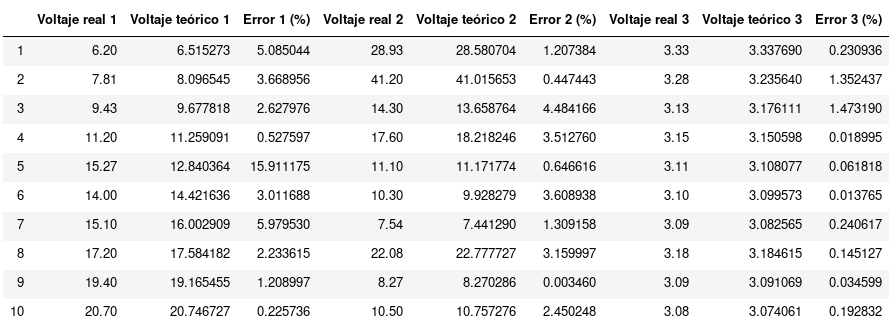 Voltaje real 1 Voltaje teórico 1 Error 1 (%) Voltaje real 2 Voltaje teórico 2 Error 2 (%) Voltaje real 3 Voltaje teórico 3 Error 3 (%)
1 6.20 6.515273 5.085044 28.93 28.580704 1.207384 3.33 3.337690 0.230936
2 7.81 8.096545 3.668956 41.20 41.015653 0.447443 3.28 3.235640 1.352437
3 9.43 9.677818 2.627976 14.30 13.658764 4.484166 3.13 3.176111 1.473190
4 11.20 11.259091 0.527597 17.60 18.218246 3.512760 3.15 3.150598 0.018995
5 15.27 12.840364 15.911175 11.10 11.171774 0.646616 3.11 3.108077 0.061818
6 14.00 14.421636 3.011688 10.30 9.928279 3.608938 3.10 3.099573 0.013765
7 15.10 16.002909 5.979530 7.54 7.441290 1.309158 3.09 3.082565 0.240617
8 17.20 17.584182 2.233615 22.08 22.777727 3.159997 3.18 3.184615 0.145127
9 19.40 19.165455 1.208997 8.27 8.270286 0.003460 3.09 3.091069 0.034599
10 20.70 20.746727 0.225736 10.50 10.757276 2.450248 3.08 3.074061 0.192832